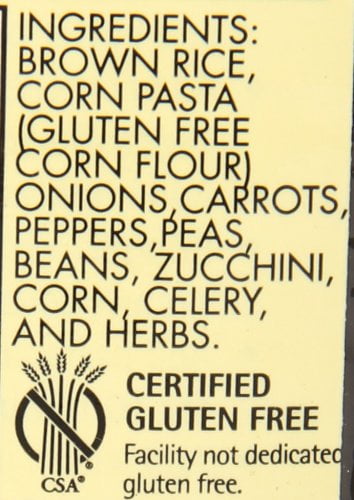 INGREDIENTS:
BROWN RICE,
CORN PASTA
(GLUTEN FREE
CORN FLOUR)
ONIONS, CARROTS,
PEPPERS, PEAS,
BEANS, ZUCCHINI,
CORN, CELERY,
AND HERBS.
CERTIFIED
GLUTEN FREE
Facility not dedicated
gluten free.
CSA®
®